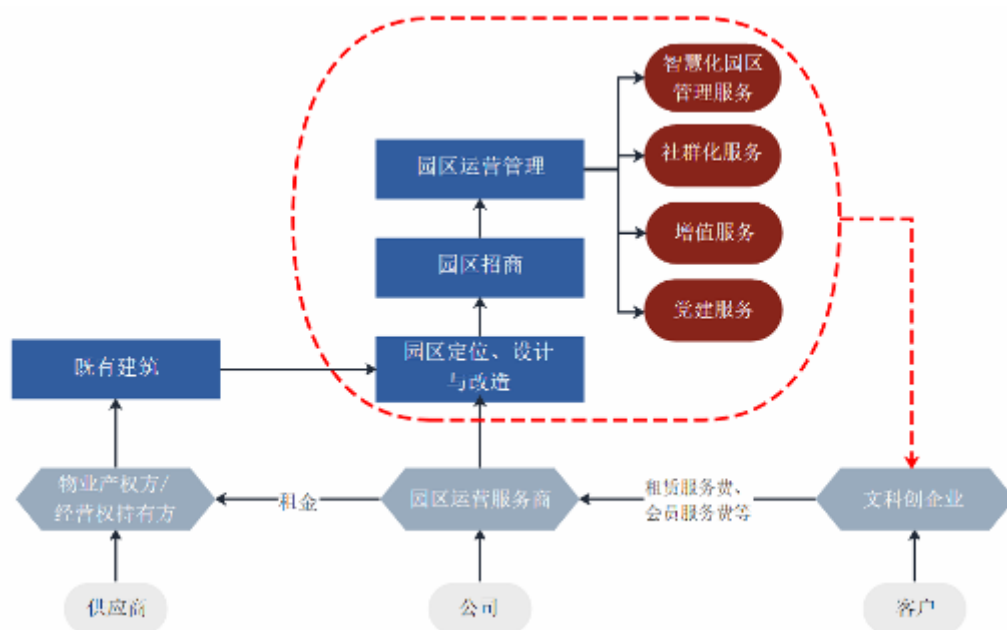 智慧化园区
管理服务
园区运营管理
社群化服务
增值服务
园区招商
党建服务
既有建筑
园区定位、设计
与改造
物业产权方/
经营权持有方
租金
园区运营服务商
租赁服务费、
会员服务费等
文科创企业
供应商
公司
客户